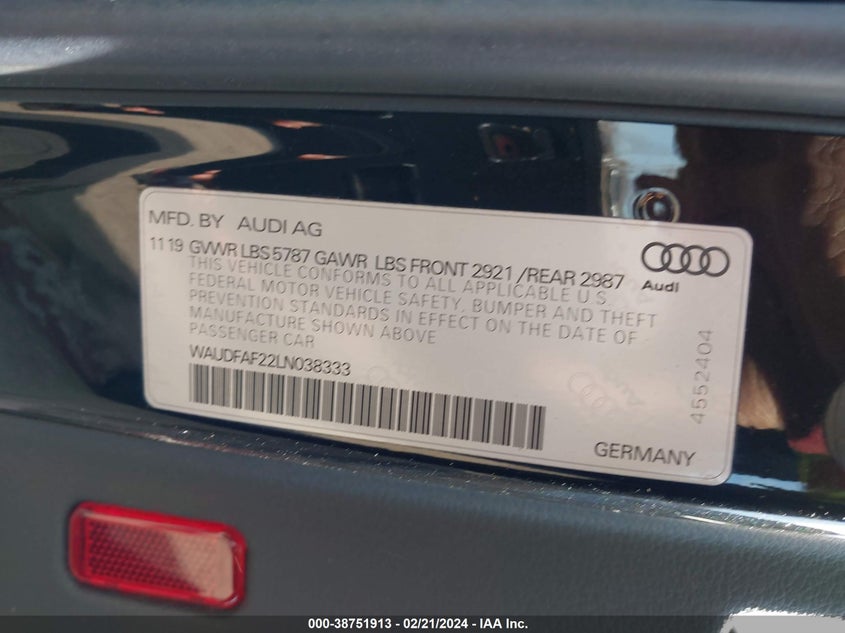 MFD. BY AUDI AG
11 19 GVWR LBS 5787 GAWR LBS FRONT 2921 /REAR 2987
THIS VEHICLE CONFORMS TO ALL APPLICABLE U S
FEDERAL MOTOR VEHICLE SAFETY, BUMPER AND THEFT
PREVENTION STANDARDS IN EFFECT ON THE DATE OF
MANUFACTURE SHOWN ABOVE
PASSENGER CAR
WAUDFAF22LN038333
Audi
4552404
GERMANY
000-38751913 - 02/21/2024 - IAA Inc.